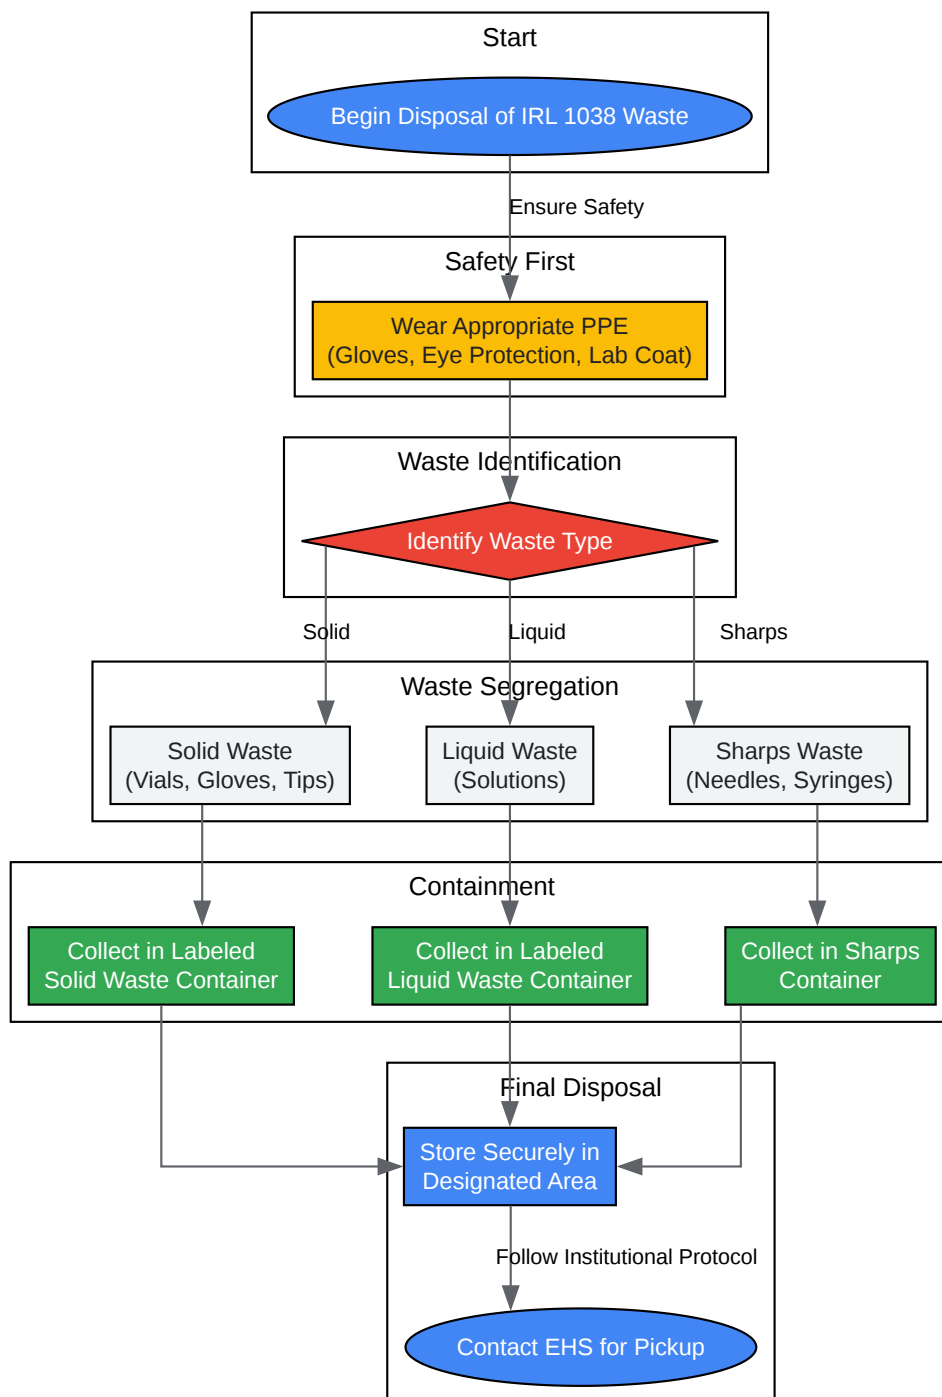 Start
Begin Disposal of IRL 1038 Waste
Ensure Safety
Safety First
Wear Appropriate PPE
(Gloves, Eye Protection, Lab Coat)
Waste Identification
Identify Waste Type
Solid
Liquid
Sharps
Waste Segregation
Solid Waste
(Vials, Gloves, Tips)
Liquid Waste
(Solutions)
Sharps Waste
(Needles, Syringes)
Containment
Collect in Labeled
Solid Waste Container
Collect in Labeled
Liquid Waste Container
Collect in Sharps
Container
Final Disposal
Store Securely in
Designated Area
Follow Institutional Protocol
Contact EHS for Pickup